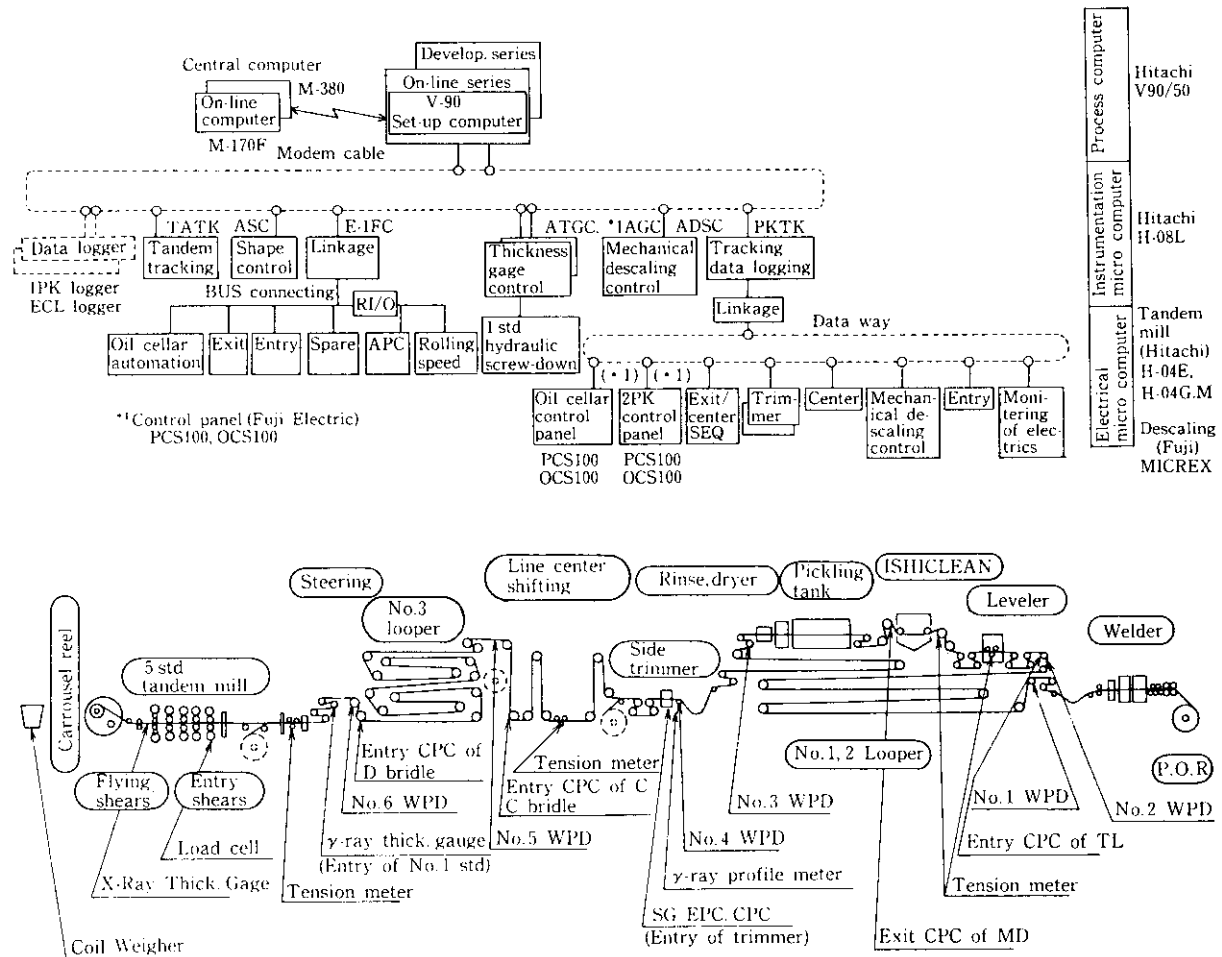 Develop. series
Central computer
M-380
On-line series
On-line
computer
V-90
Set-up computer
M-170F
Modem cable
Process computer
Hitachi
V90/50
TATK
ASC
E-1FC
ATGC.
*1AGC
ADSC
PKTK
Data logger
Tandem
tracking
Shape
control
Linkage
Thickness
gage
control
Mechanical
descaling
control
Tracking
data logging
Instrumentation
micro computer
Hitachi
H-08L
1PK logger
ECL logger
BUS connecting
RI/O
Linkage
Data way
Oil cellar
automation
Exit
Entry
Spare
APC
Rolling
speed
1 std
hydraulic
screw-down
(*1)
(*1)
Oil cellar
control
panel
2PK
control
panel
Exit/
center
SEQ
Trim-
mer
Center
Mechan-
ical de-
scaling
control
Entry
Moni-
tering
of elec-
trics
Electrical
micro computer
Tandem
mill
(Hitachi)
H-04E,
H-04G.M
Descaling
(Fuji)
MICREX
*1Control panel (Fuji Electric)
PCS100, OCS100
PCS100
OCS100
PCS100
OCS100
Carrousel reel
5 std
tandem mill
Steering
No.3
looper
Line center
shifting
Rinse, dryer
Pickling
tank
ISHICLEAN
Leveler
Welder
Side
trimmer
Flying
shears
Entry
shears
Entry CPC of
D bridle
Tension meter
No.1, 2 Looper
P.O.R
No.6 WPD
Entry CPC of C
C bridle
No.3 WPD
No.1 WPD
No.2 WPD
Load cell
γ-ray thick. gauge
(Entry of No.1 std)
No.5 WPD
No.4 WPD
Entry CPC of TL
X-Ray Thick. Gage
Tension meter
γ-ray profile meter
Tension meter
SG EPC. CPC
(Entry of trimmer)
Exit CPC of MD
Coil Weigher